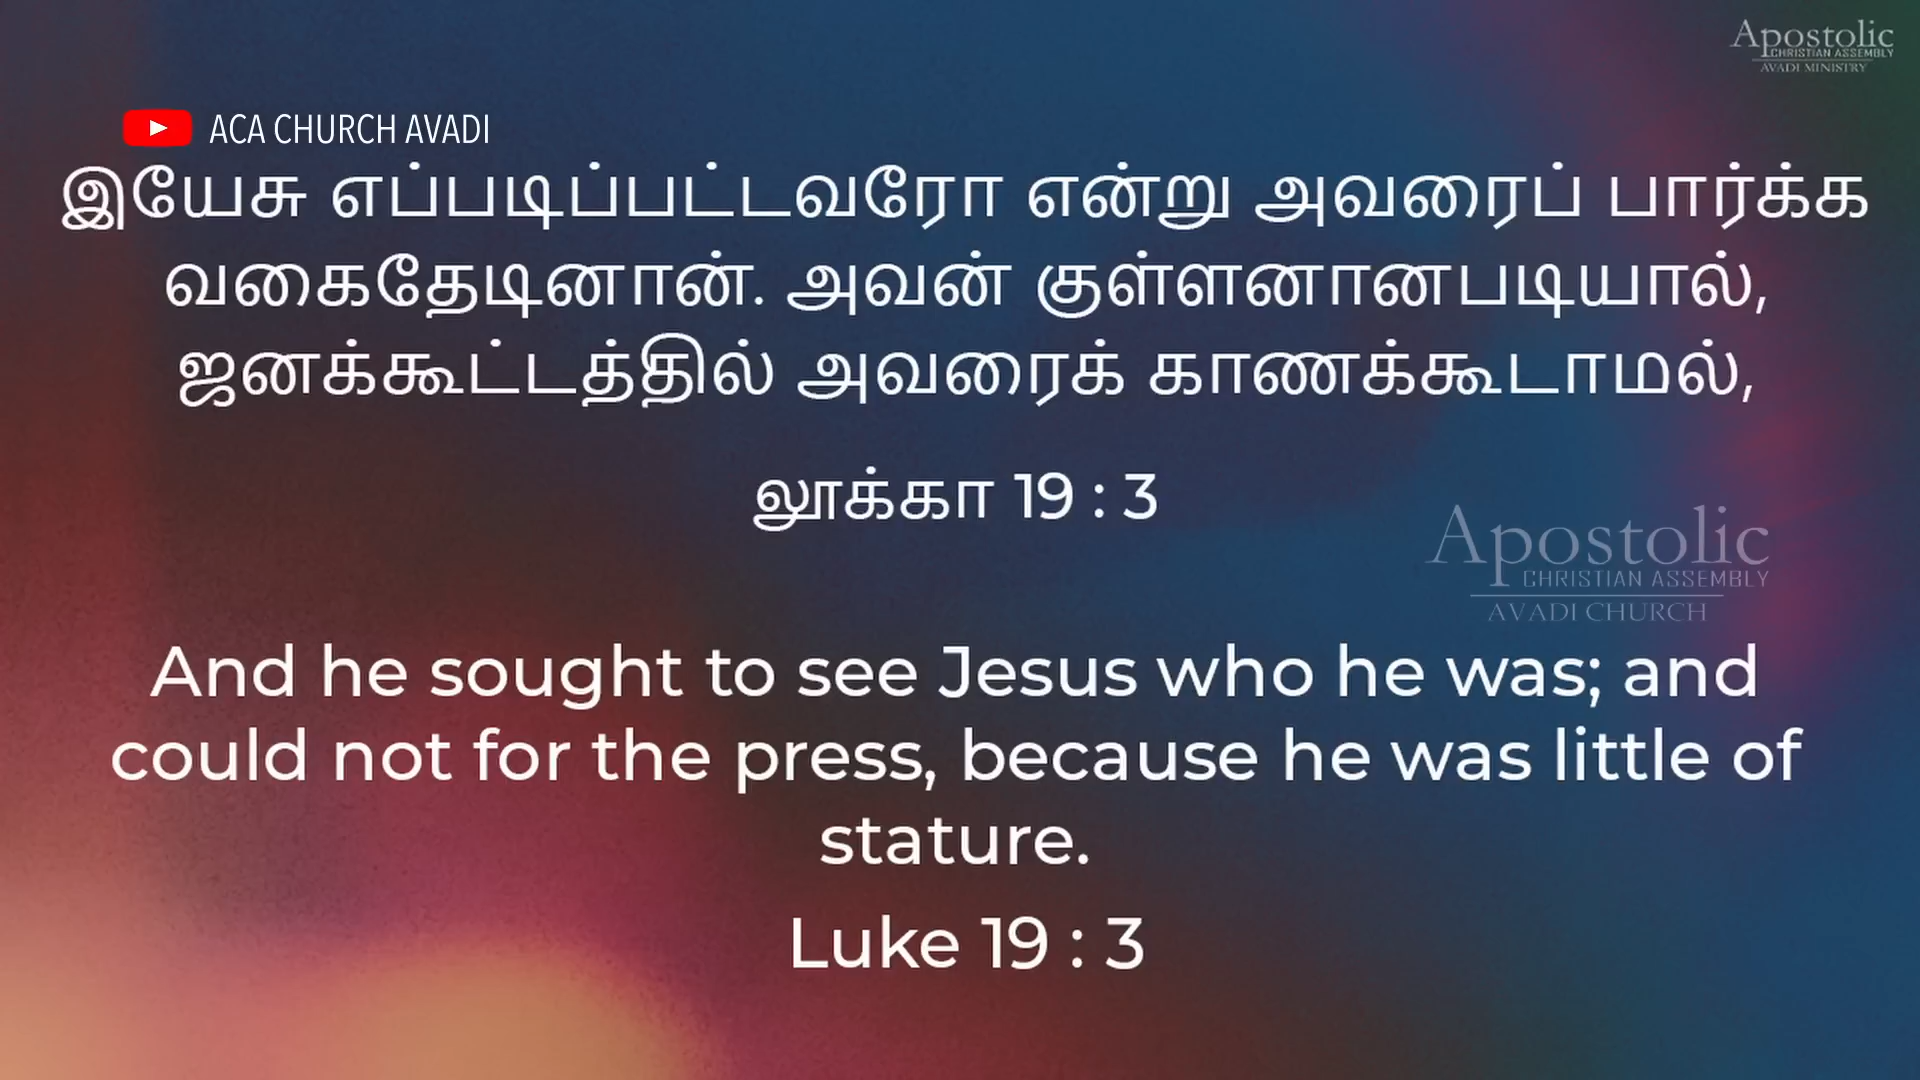 Apostolic
CHRISTIAN ASSEMBLY
AVADI MINISTRY
ACA CHURCH AVADI
இயேசு எப்படிப்பட்டவரோ என்று அவரைப் பார்க்க
வகைதேடினான். அவன் குள்ளனானபடியால்,
ஜனக்கூட்டத்தில் அவரைக் காணக்கூடாமல்,
லூக்கா 19 : 3
Apostolic
CHRISTIAN ASSEMBLY
AVADI CHURCH
And he sought to see Jesus who he was; and
could not for the press, because he was little of
stature.
Luke 19 : 3